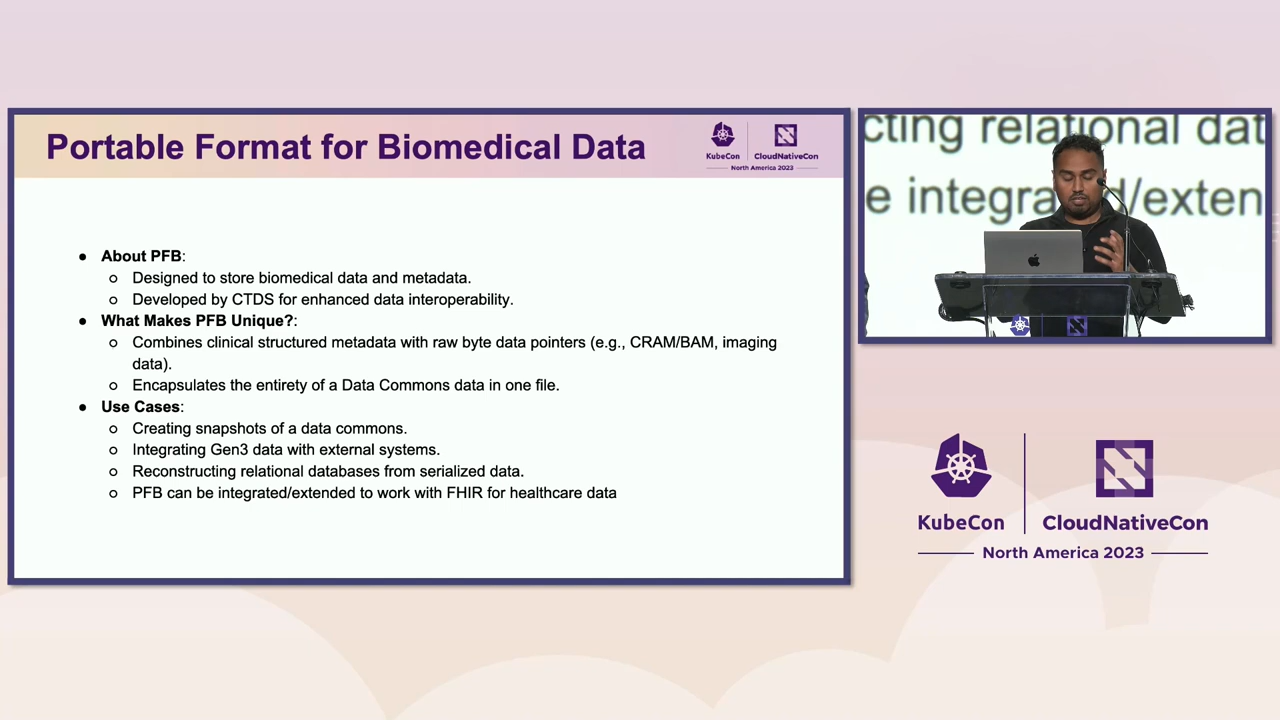 Portable Format for Biomedical Data
KubeCon
CloudNativeCon
North America 2023
● About PFB:
○ Designed to store biomedical data and metadata.
○ Developed by CTDS for enhanced data interoperability.
● What Makes PFB Unique?:
○ Combines clinical structured metadata with raw byte data pointers (e.g., CRAM/BAM, imaging
data).
○ Encapsulates the entirety of a Data Commons data in one file.
● Use Cases:
○ Creating snapshots of a data commons.
○ Integrating Gen3 data with external systems.
○ Reconstructing relational databases from serialized data.
○ PFB can be integrated/extended to work with FHIR for healthcare data
cting relational dat
e integrated/exten
KubeCon
CloudNativeCon
North America 2023